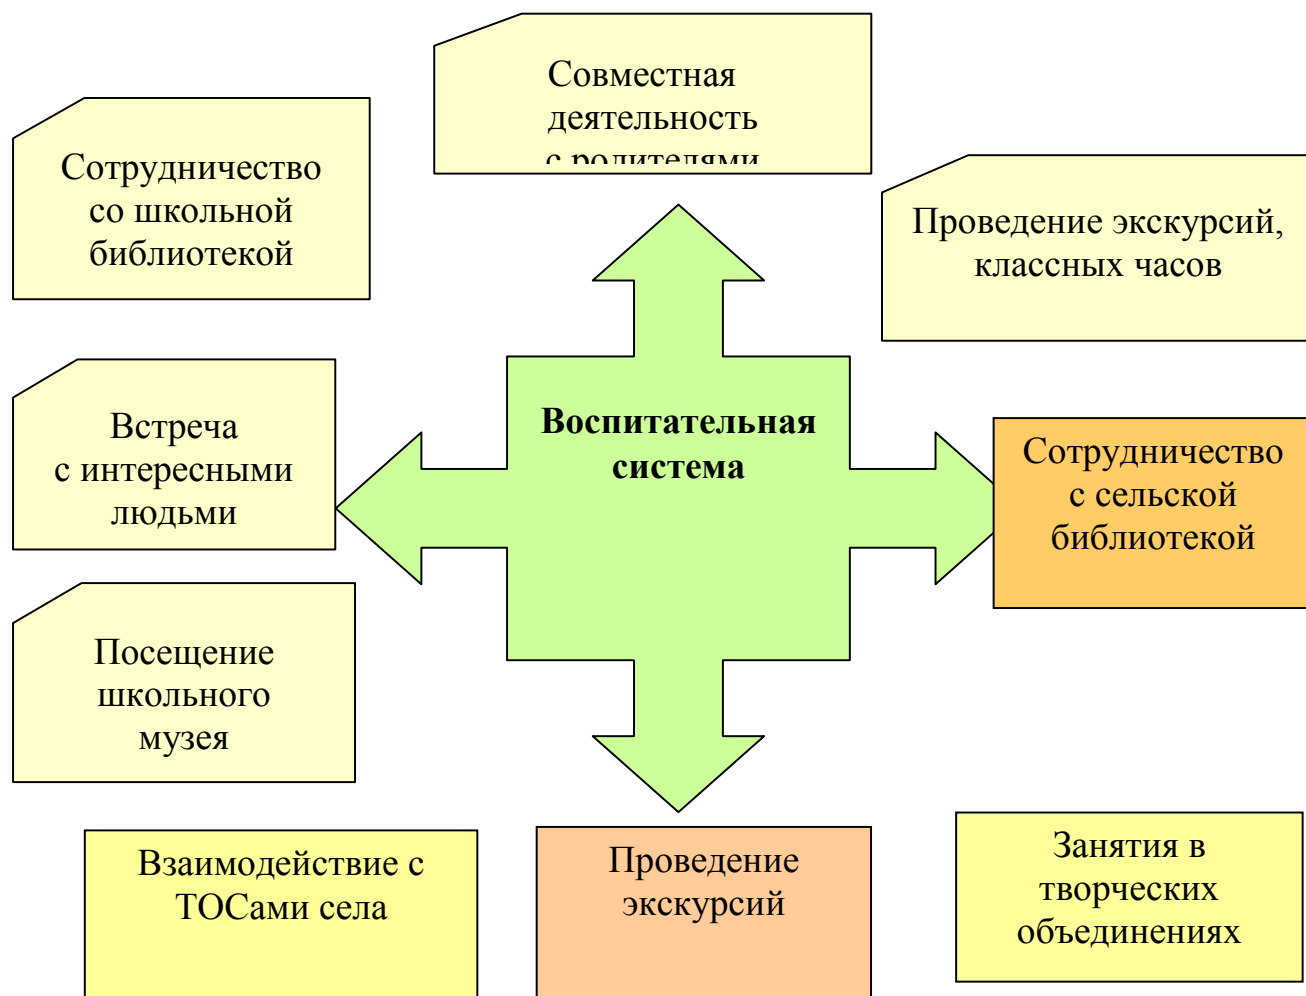 Совместная
деятельность
с родителями
Сотрудничество
со школьной
библиотекой
Проведение экскурсий,
классных часов
Встреча
с интересными
людьми
Воспитательная
система
Сотрудничество
с сельской
библиотекой
Посещение
школьного
музея
Взаимодействие с
ТОСами села
Проведение
экскурсий
Занятия в
творческих
объединениях